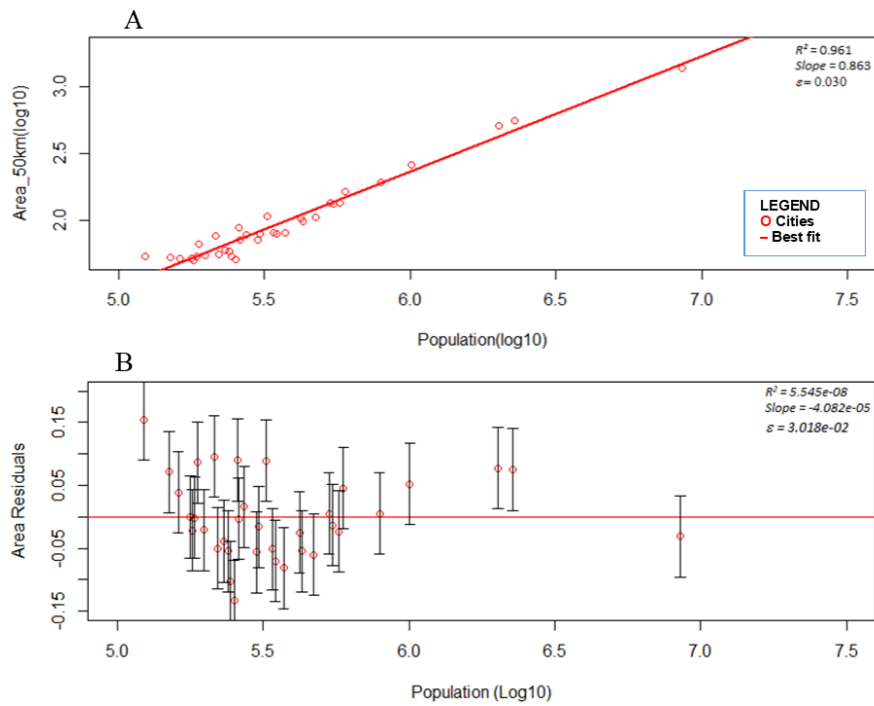 A
R² = 0.961
Slope = 0.863
ε = 0.030
Area_50km(log10)
3.0
2.5
2.0
LEGEND
Cities
Best fit
5.0 5.5 6.0 6.5 7.0 7.5
Population(log10)
B
R² = 5.545e-08
Slope = -4.082e-05
ε = 3.018e-02
Area Residuals
0.15
0.05
-0.05
-0.15
5.0 5.5 6.0 6.5 7.0 7.5
Population (Log10)